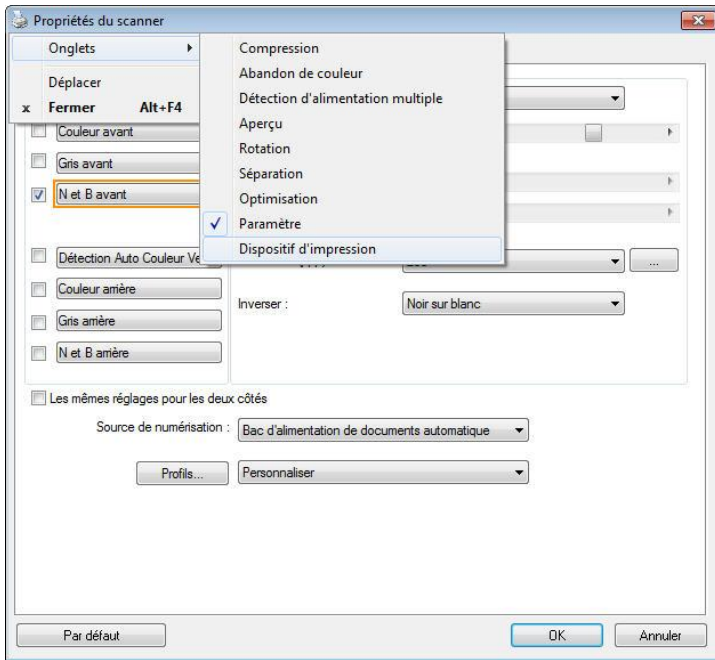 Propriétés du scanner
Onglets
Déplacer
x Fermer Alt+F4
Compression
Abandon de couleur
Détection d'alimentation multiple
Aperçu
Rotation
Séparation
Optimisation
Paramètre
Dispositif d'impression
Couleur avant
Gris avant
N et B avant
Détection Auto Couleur Ve
Couleur arrière
Gris arrière
N et B arrière
...
Inverser : Noir sur blanc
Les mêmes réglages pour les deux côtés
Source de numérisation : Bac d'alimentation de documents automatique
Profils... Personnaliser
Par défaut OK Annuler